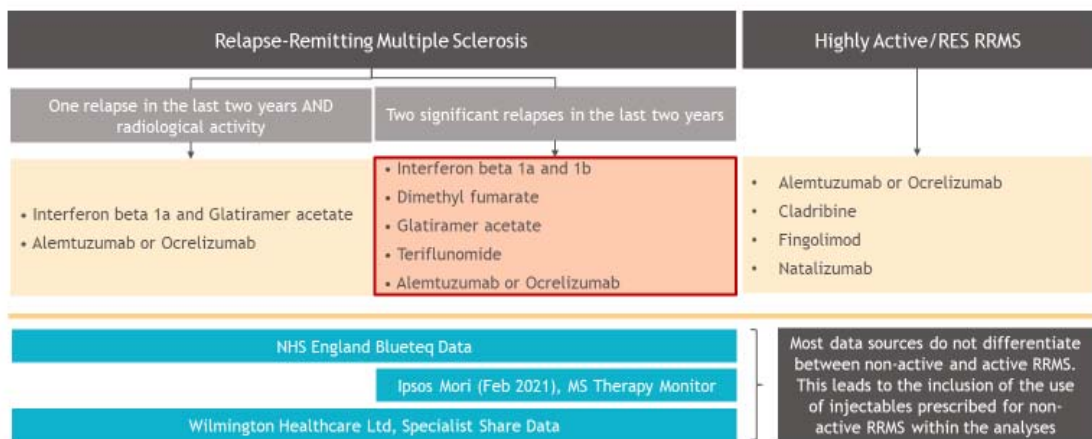 Relapse-Remitting Multiple Sclerosis
Highly Active/RES RRMS
One relapse in the last two years AND
radiological activity
Two significant relapses in the last two years
• Interferon beta 1a and Glatiramer acetate
• Alemtuzumab or Ocrelizumab
• Interferon beta 1a and 1b
• Dimethyl fumarate
• Glatiramer acetate
• Teriflunomide
• Alemtuzumab or Ocrelizumab
• Alemtuzumab or Ocrelizumab
• Cladribine
• Fingolimod
• Natalizumab
NHS England Blueteq Data
Ipsos Mori (Feb 2021), MS Therapy Monitor
Wilmington Healthcare Ltd, Specialist Share Data
Most data sources do not differentiate
between non-active and active RRMS.
This leads to the inclusion of the use
of injectables prescribed for non-
active RRMS within the analyses